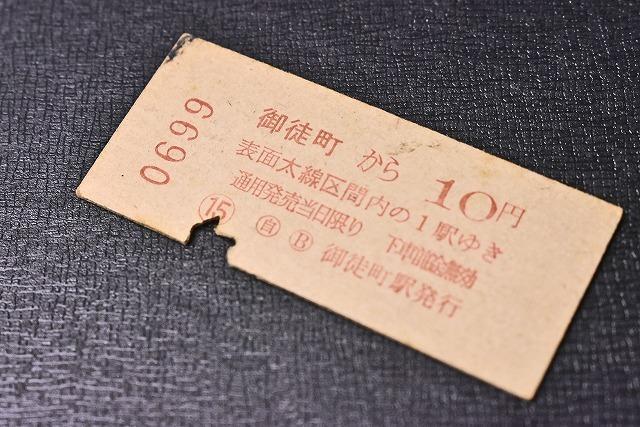 0699
御徒町 から 10円
表面太線区間内の1駅ゆき
通用発売当日限り 下車前途無効
15 自 B 御徒町駅発行